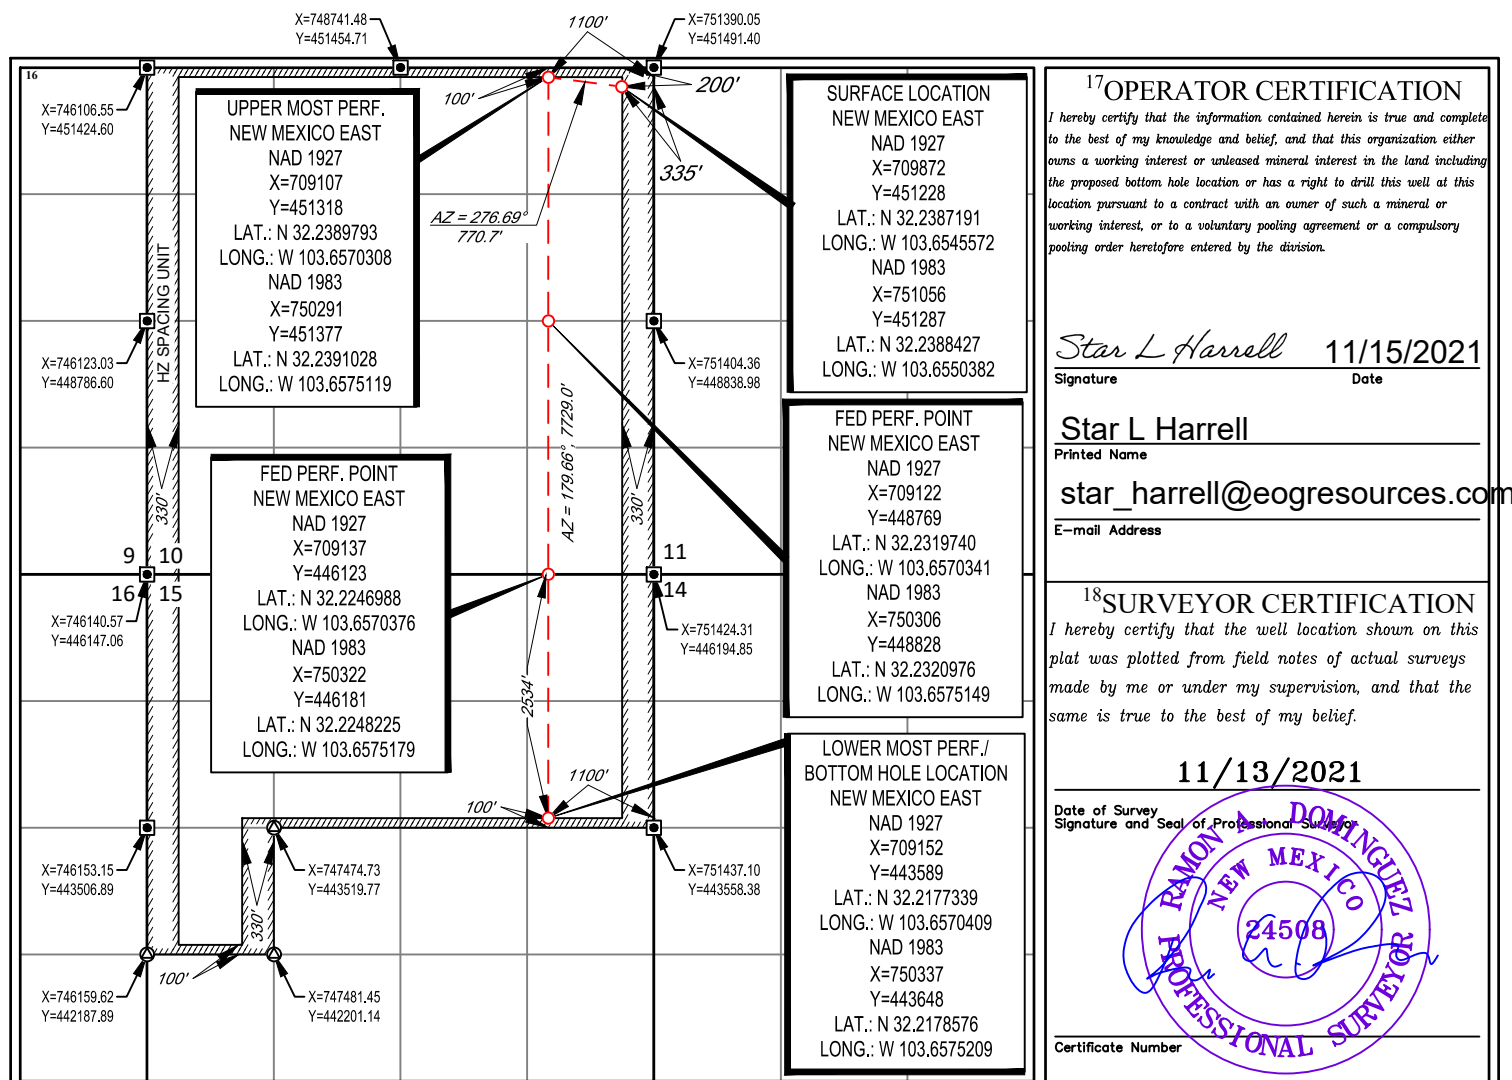 X=748741.48
Y=451454.71
1100'
X=751390.05
Y=451491.40
16
X=746106.55
Y=451424.60
100'
200'
335'
AZ = 276.69°
770.7'
UPPER MOST PERF.
NEW MEXICO EAST
NAD 1927
X=709107
Y=451318
LAT.: N 32.2389793
LONG.: W 103.6570308
NAD 1983
X=750291
Y=451377
LAT.: N 32.2391028
LONG.: W 103.6575119
SURFACE LOCATION
NEW MEXICO EAST
NAD 1927
X=709872
Y=451228
LAT.: N 32.2387191
LONG.: W 103.6545572
NAD 1983
X=751056
Y=451287
LAT.: N 32.2388427
LONG.: W 103.6550382
HZ SPACING UNIT
X=746123.03
Y=448786.60
X=751404.36
Y=448838.98
AZ = 179.66°, 7729.0'
330'
330'
FED PERF. POINT
NEW MEXICO EAST
NAD 1927
X=709137
Y=446123
LAT.: N 32.2246988
LONG.: W 103.6570376
NAD 1983
X=750322
Y=446181
LAT.: N 32.2248225
LONG.: W 103.6575179
FED PERF. POINT
NEW MEXICO EAST
NAD 1927
X=709122
Y=448769
LAT.: N 32.2319740
LONG.: W 103.6570341
NAD 1983
X=750306
Y=448828
LAT.: N 32.2320976
LONG.: W 103.6575149
9 10
16 15
11
14
X=746140.57
Y=446147.06
X=751424.31
Y=446194.85
2534'
1100'
100'
LOWER MOST PERF./
BOTTOM HOLE LOCATION
NEW MEXICO EAST
NAD 1927
X=709152
Y=443589
LAT.: N 32.2177339
LONG.: W 103.6570409
NAD 1983
X=750337
Y=443648
LAT.: N 32.2178576
LONG.: W 103.6575209
X=746153.15
Y=443506.89
X=747474.73
Y=443519.77
X=751437.10
Y=443558.38
330'
100'
X=746159.62
Y=442187.89
X=747481.45
Y=442201.14
17 OPERATOR CERTIFICATION
I hereby certify that the information contained herein is true and complete
to the best of my knowledge and belief, and that this organization either
owns a working interest or unleased mineral interest in the land including
the proposed bottom hole location or has a right to drill this well at this
location pursuant to a contract with an owner of such a mineral or
working interest, or to a voluntary pooling agreement or a compulsory
pooling order heretofore entered by the division.
Star L Harrell 11/15/2021
Signature Date
Star L Harrell
Printed Name
star_harrell@eogresources.com
E-mail Address
18 SURVEYOR CERTIFICATION
I hereby certify that the well location shown on this
plat was plotted from field notes of actual surveys
made by me or under my supervision, and that the
same is true to the best of my belief.
11/13/2021
Date of Survey
Signature and Seal of Professional Surveyor
RAMON A. DOMINGUEZ
NEW MEXICO
24508
PROFESSIONAL SURVEYOR
Certificate Number